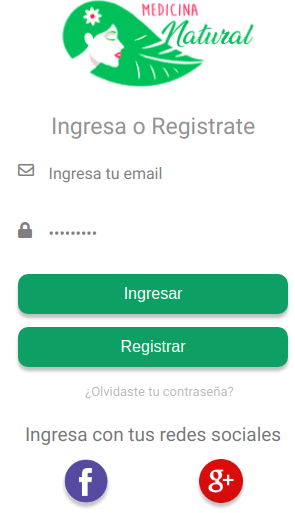 MEDICINA
Natural
Ingresa o Registrate
Ingresa tu email
•••••••••
Ingresar
Registrar
¿Olvidaste tu contraseña?
Ingresa con tus redes sociales
f
g+